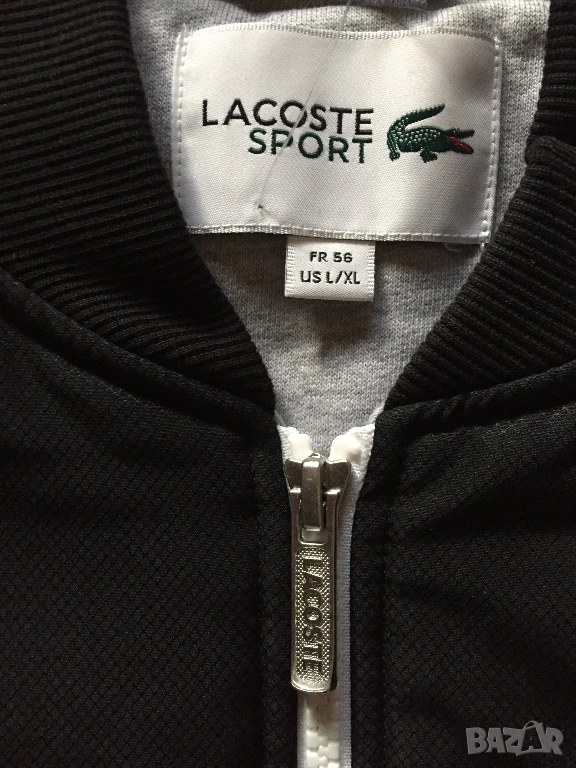 LACOSTE
SPORT
FR 56
US L/XL
LACOSTE
BAZAR